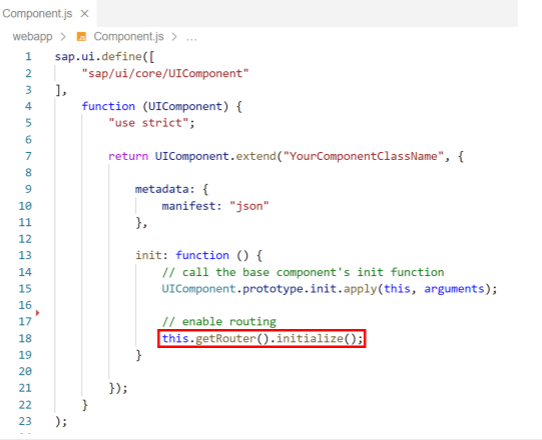 Component.js ×
webapp > JS Component.js > ...
1 sap.ui.define([
2 "sap/ui/core/UIComponent"
3 ],
4 function (UIComponent) {
5 "use strict";
6
7 return UIComponent.extend("YourComponentClassName", {
8
9 metadata: {
10 manifest: "json"
11 },
12
13 init: function () {
14 // call the base component's init function
15 UIComponent.prototype.init.apply(this, arguments);
16
17 // enable routing
18 this.getRouter().initialize();
19 }
20
21 });
22 }
23 );